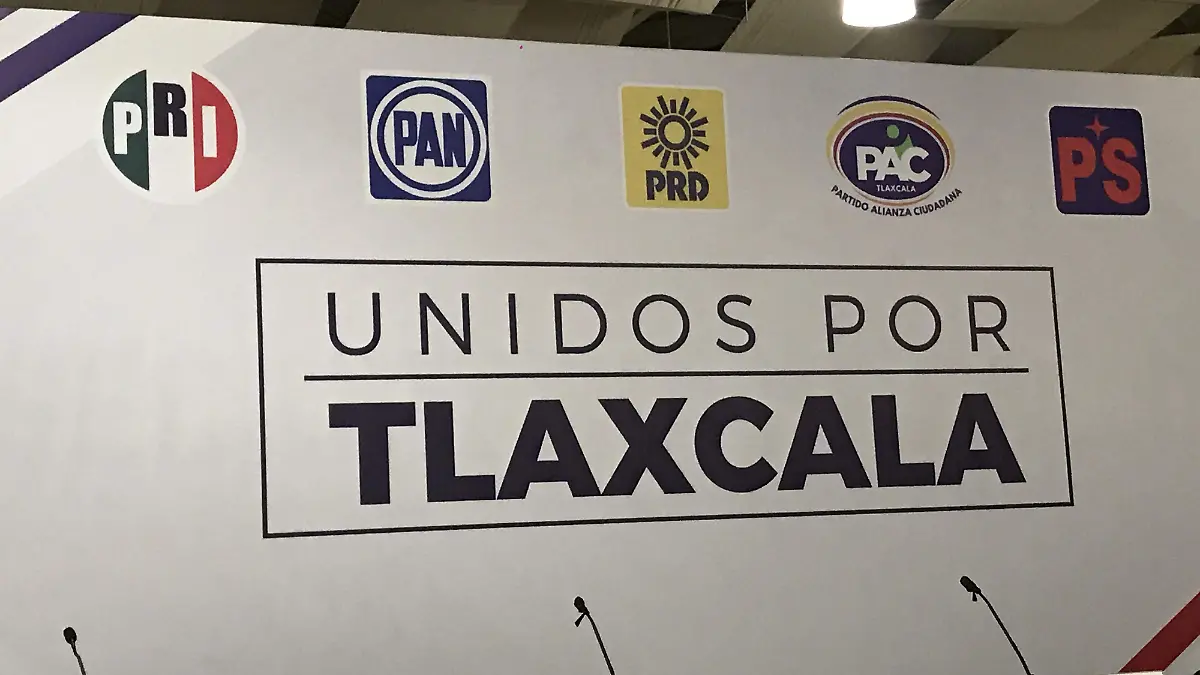 PRI
PAN
PRD
PAC
TLAXCALA
PARTIDO ALIANZA CIUDADANA
PS
UNIDOS POR
TLAXCALA